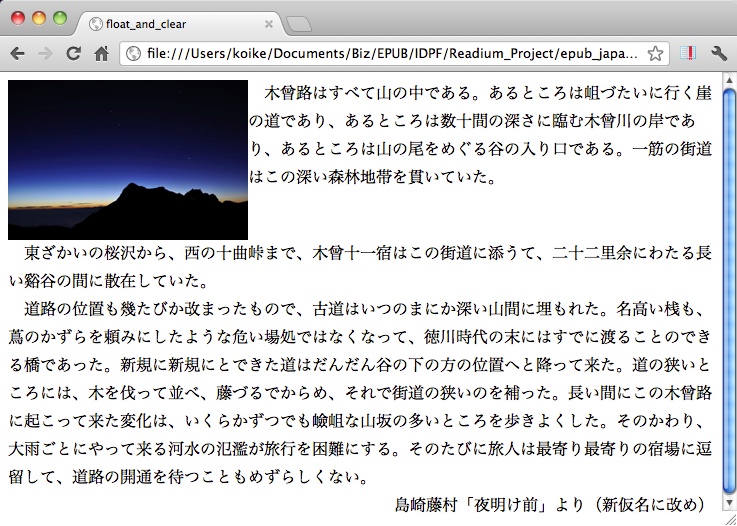 float_and_clear
file:///Users/koike/Documents/Biz/EPUB/IDPF/Readium_Project/epub_japa...
　木曾路はすべて山の中である。あるところは岨づたいに行く崖
の道であり、あるところは数十間の深さに臨む木曾川の岸であ
り、あるところは山の尾をめぐる谷の入り口である。一筋の街道
はこの深い森林地帯を貫いていた。
　東ざかいの桜沢から、西の十曲峠まで、木曾十一宿はこの街道に添うて、二十二里余にわたる長
い谿谷の間に散在していた。
　道路の位置も幾たびか改まったもので、古道はいつのまにか深い山間に埋もれた。名高い桟も、
蔦のかずらを頼みにしたような危い場処ではなくなって、徳川時代の末にはすでに渡ることのでき
る橋であった。新規に新規にとできた道はだんだん谷の下の方の位置へと降って来た。道の狭いと
ころには、木を伐って並べ、藤づるでからめ、それで街道の狭いのを補った。長い間にこの木曾路
に起こって来た変化は、いくらかずつでも嶮岨な山坂の多いところを歩きよくした。そのかわり、
大雨ごとにやって来る河水の氾濫が旅行を困難にする。そのたびに旅人は最寄り最寄りの宿場に逗
留して、道路の開通を待つこともめずらしくない。
島崎藤村「夜明け前」より（新仮名に改め）